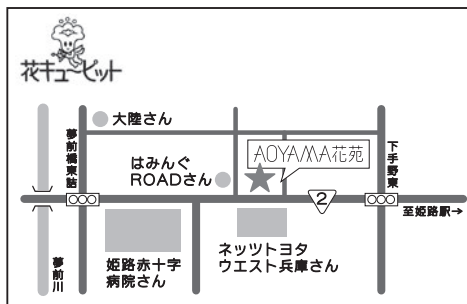 花キューピット
大陸さん
夢前橋東詰
はみんぐ
ROADさん
AOYAMA花苑
下手野東
2
至姫路駅→
夢前川
姫路赤十字
病院さん
ネッツトヨタ
ウエスト兵庫さん